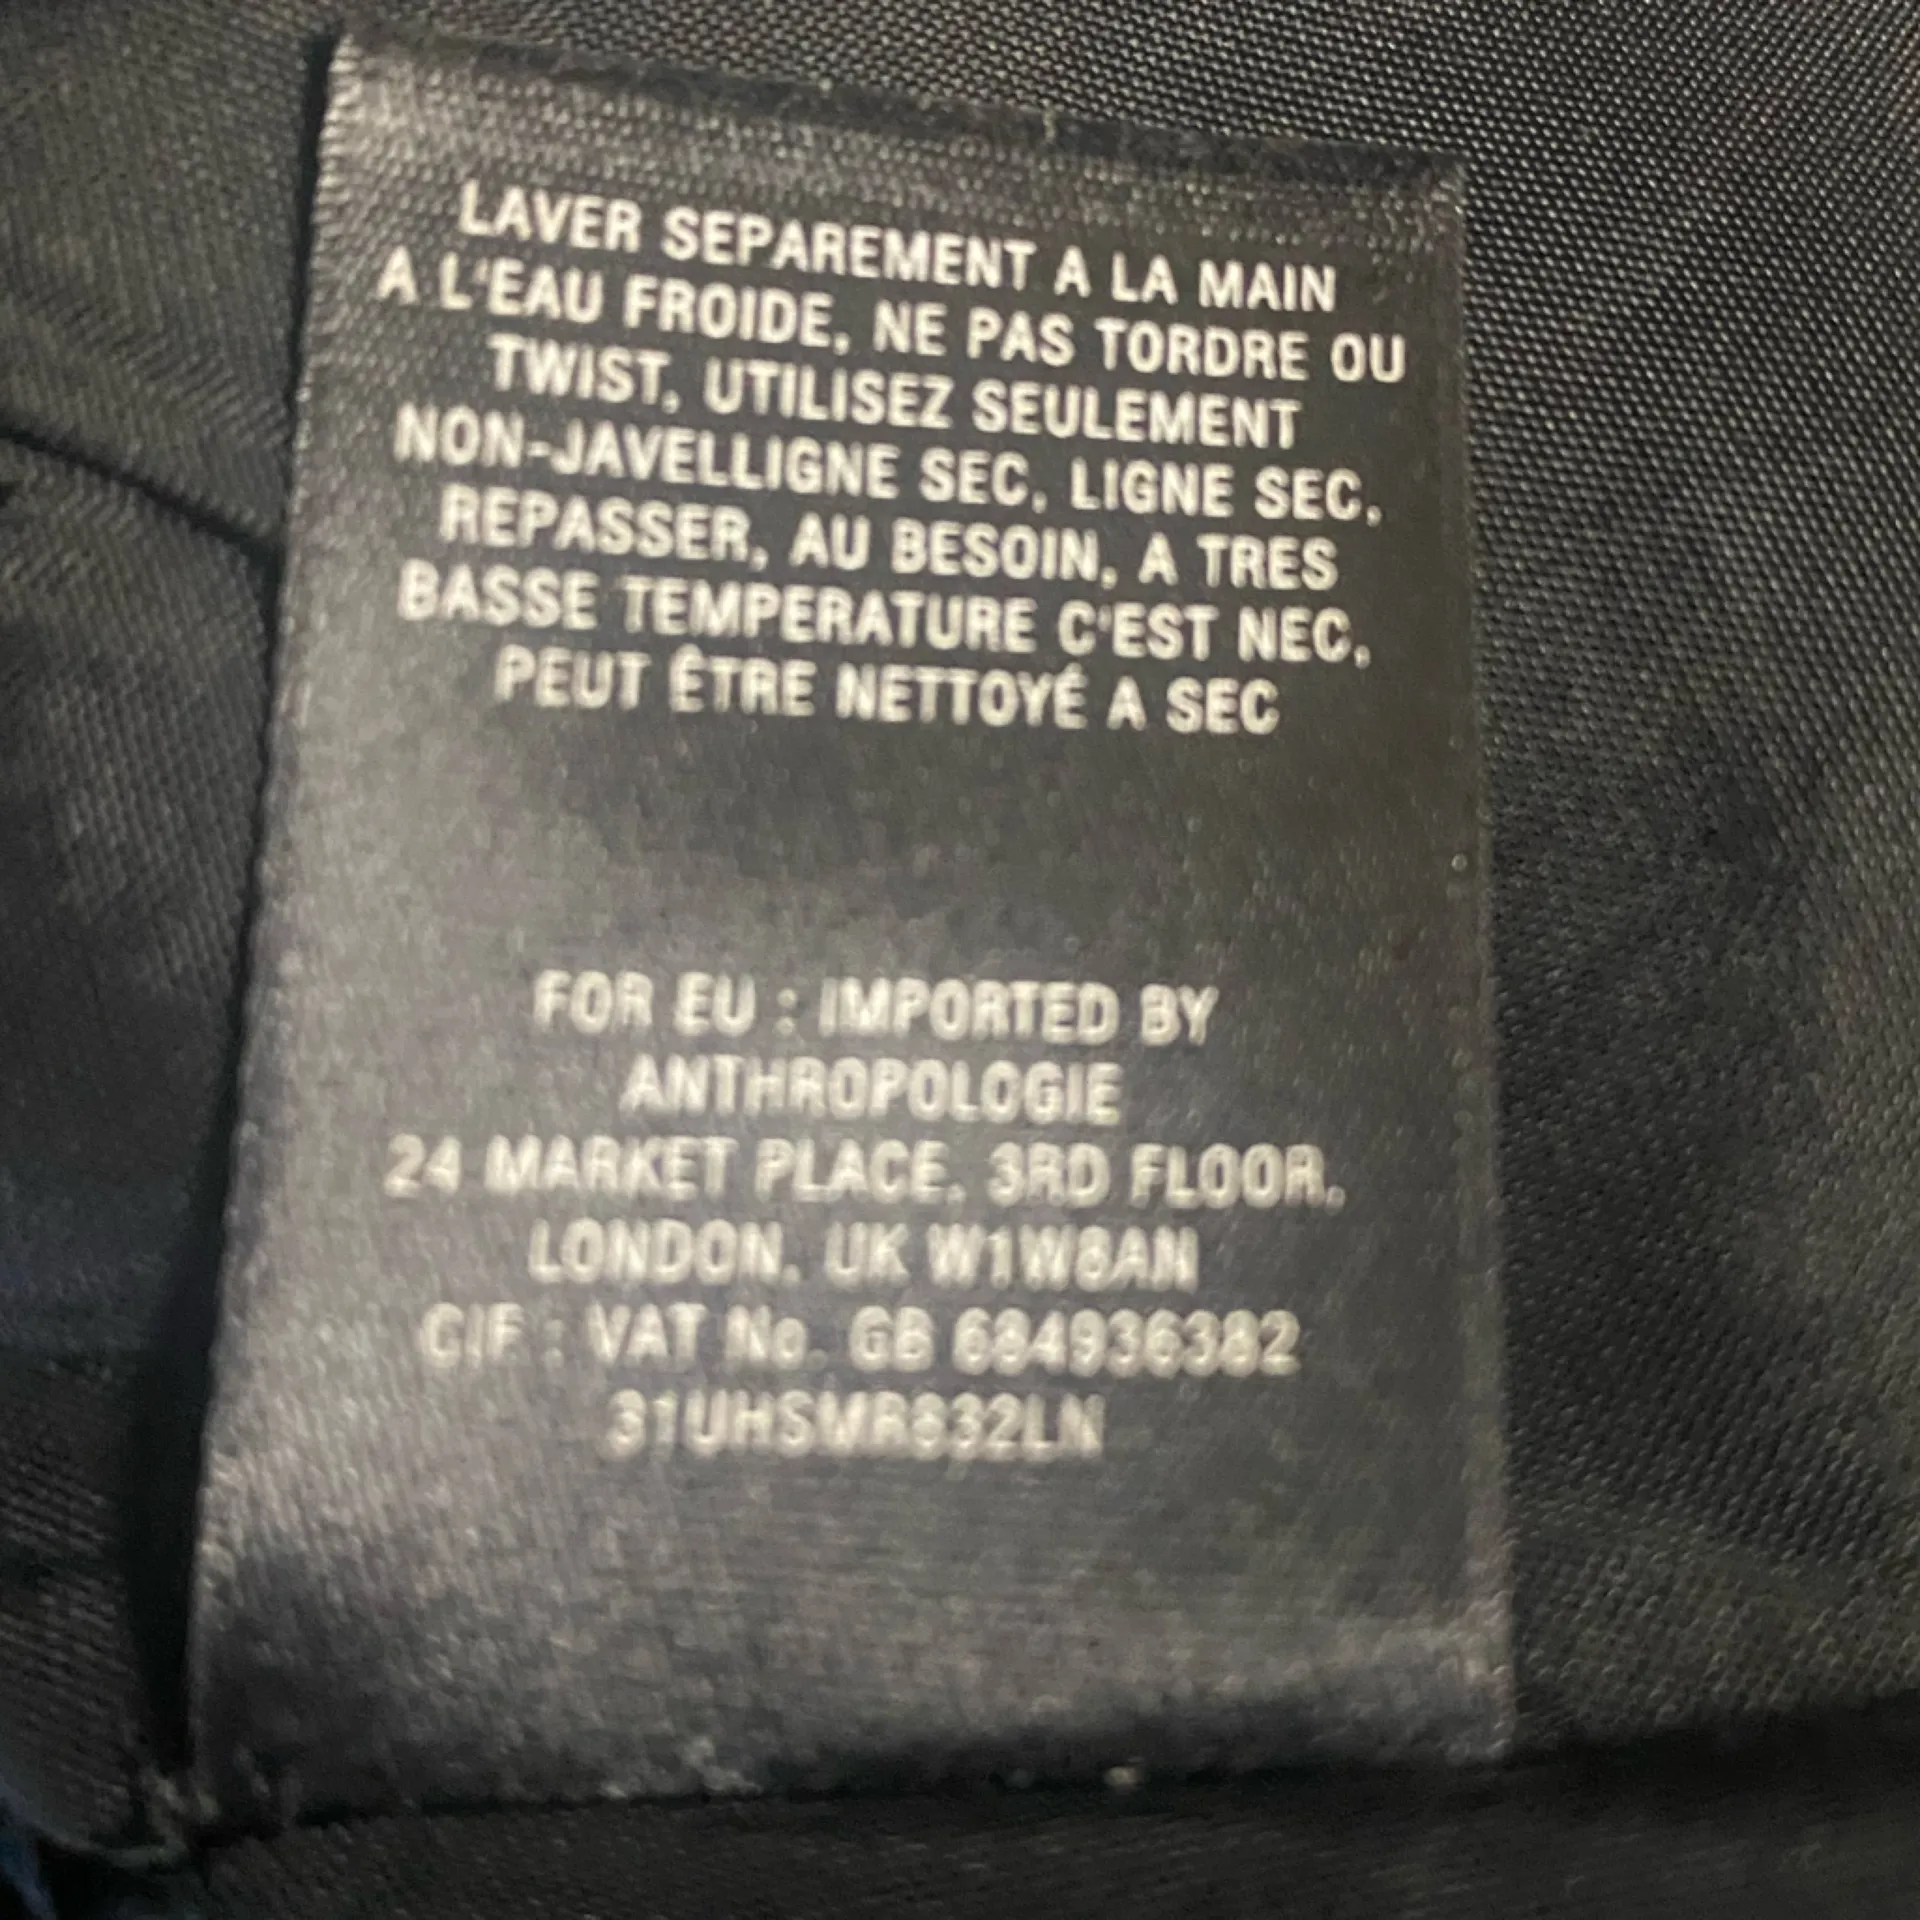 LAVER SEPAREMENT A LA MAIN
A L'EAU FROIDE, NE PAS TORDRE OU
TWIST, UTILISEZ SEULEMENT
NON-JAVELLIGNE SEC, LIGNE SEC,
REPASSER, AU BESOIN, A TRES
BASSE TEMPERATURE C'EST NEC,
PEUT ÊTRE NETTOYÉ A SEC
FOR EU : IMPORTED BY
ANTHROPOLOGIE
24 MARKET PLACE, 3RD FLOOR,
LONDON, UK W1W8AN
CIF : VAT No. GB 684936382